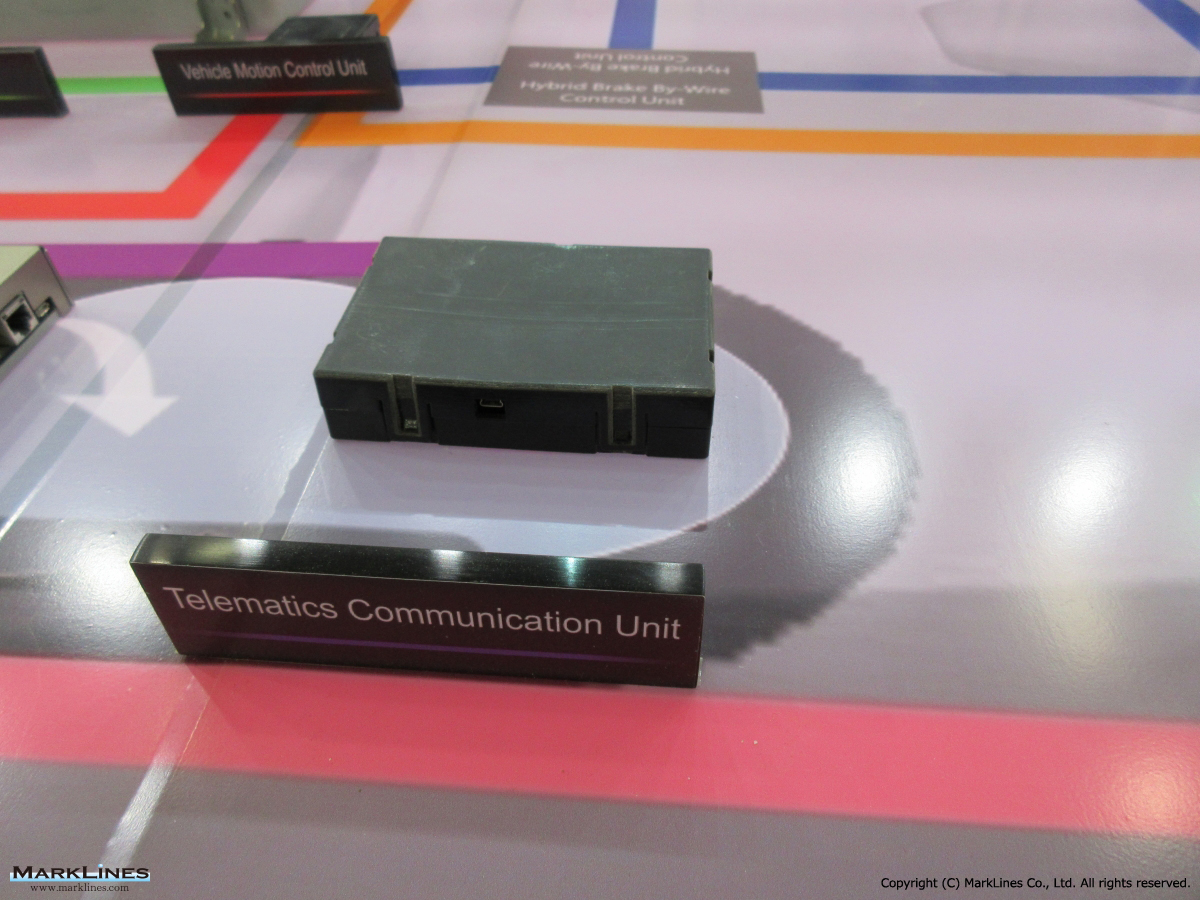 Vehicle Motion Control Unit
Hybrid Brake By-Wire
Control Unit
Hybrid Brake By-Wire
Control Unit
Telematics Communication Unit
MARKLINES
www.marklines.com
Copyright (C) MarkLines Co., Ltd. All rights reserved.